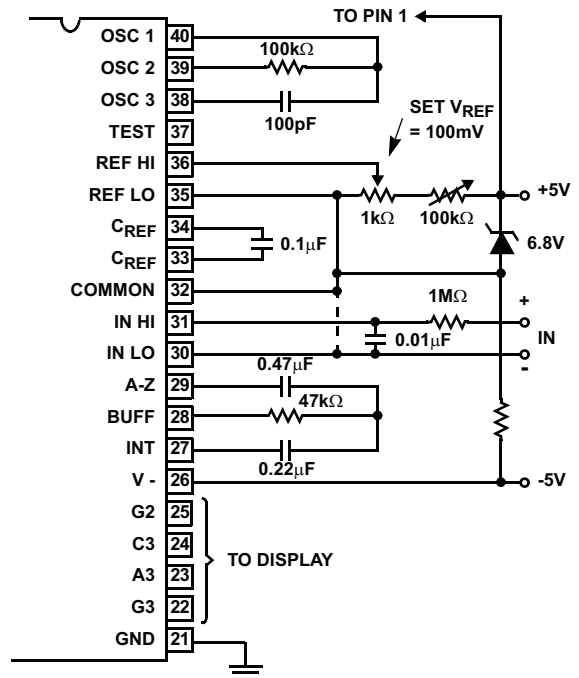 TO PIN 1
OSC 1 40
100kΩ
OSC 2 39
OSC 3 38
100pF
SET VREF
= 100mV
TEST 37
REF HI 36
REF LO 35
+5V
1kΩ
100kΩ
CREF 34
0.1µF
6.8V
CREF 33
COMMON 32
1MΩ
+
IN HI 31
0.01µF
IN
IN LO 30
-
0.47µF
A-Z 29
47kΩ
BUFF 28
INT 27
0.22µF
V - 26
-5V
G2 25
C3 24
TO DISPLAY
A3 23
G3 22
GND 21